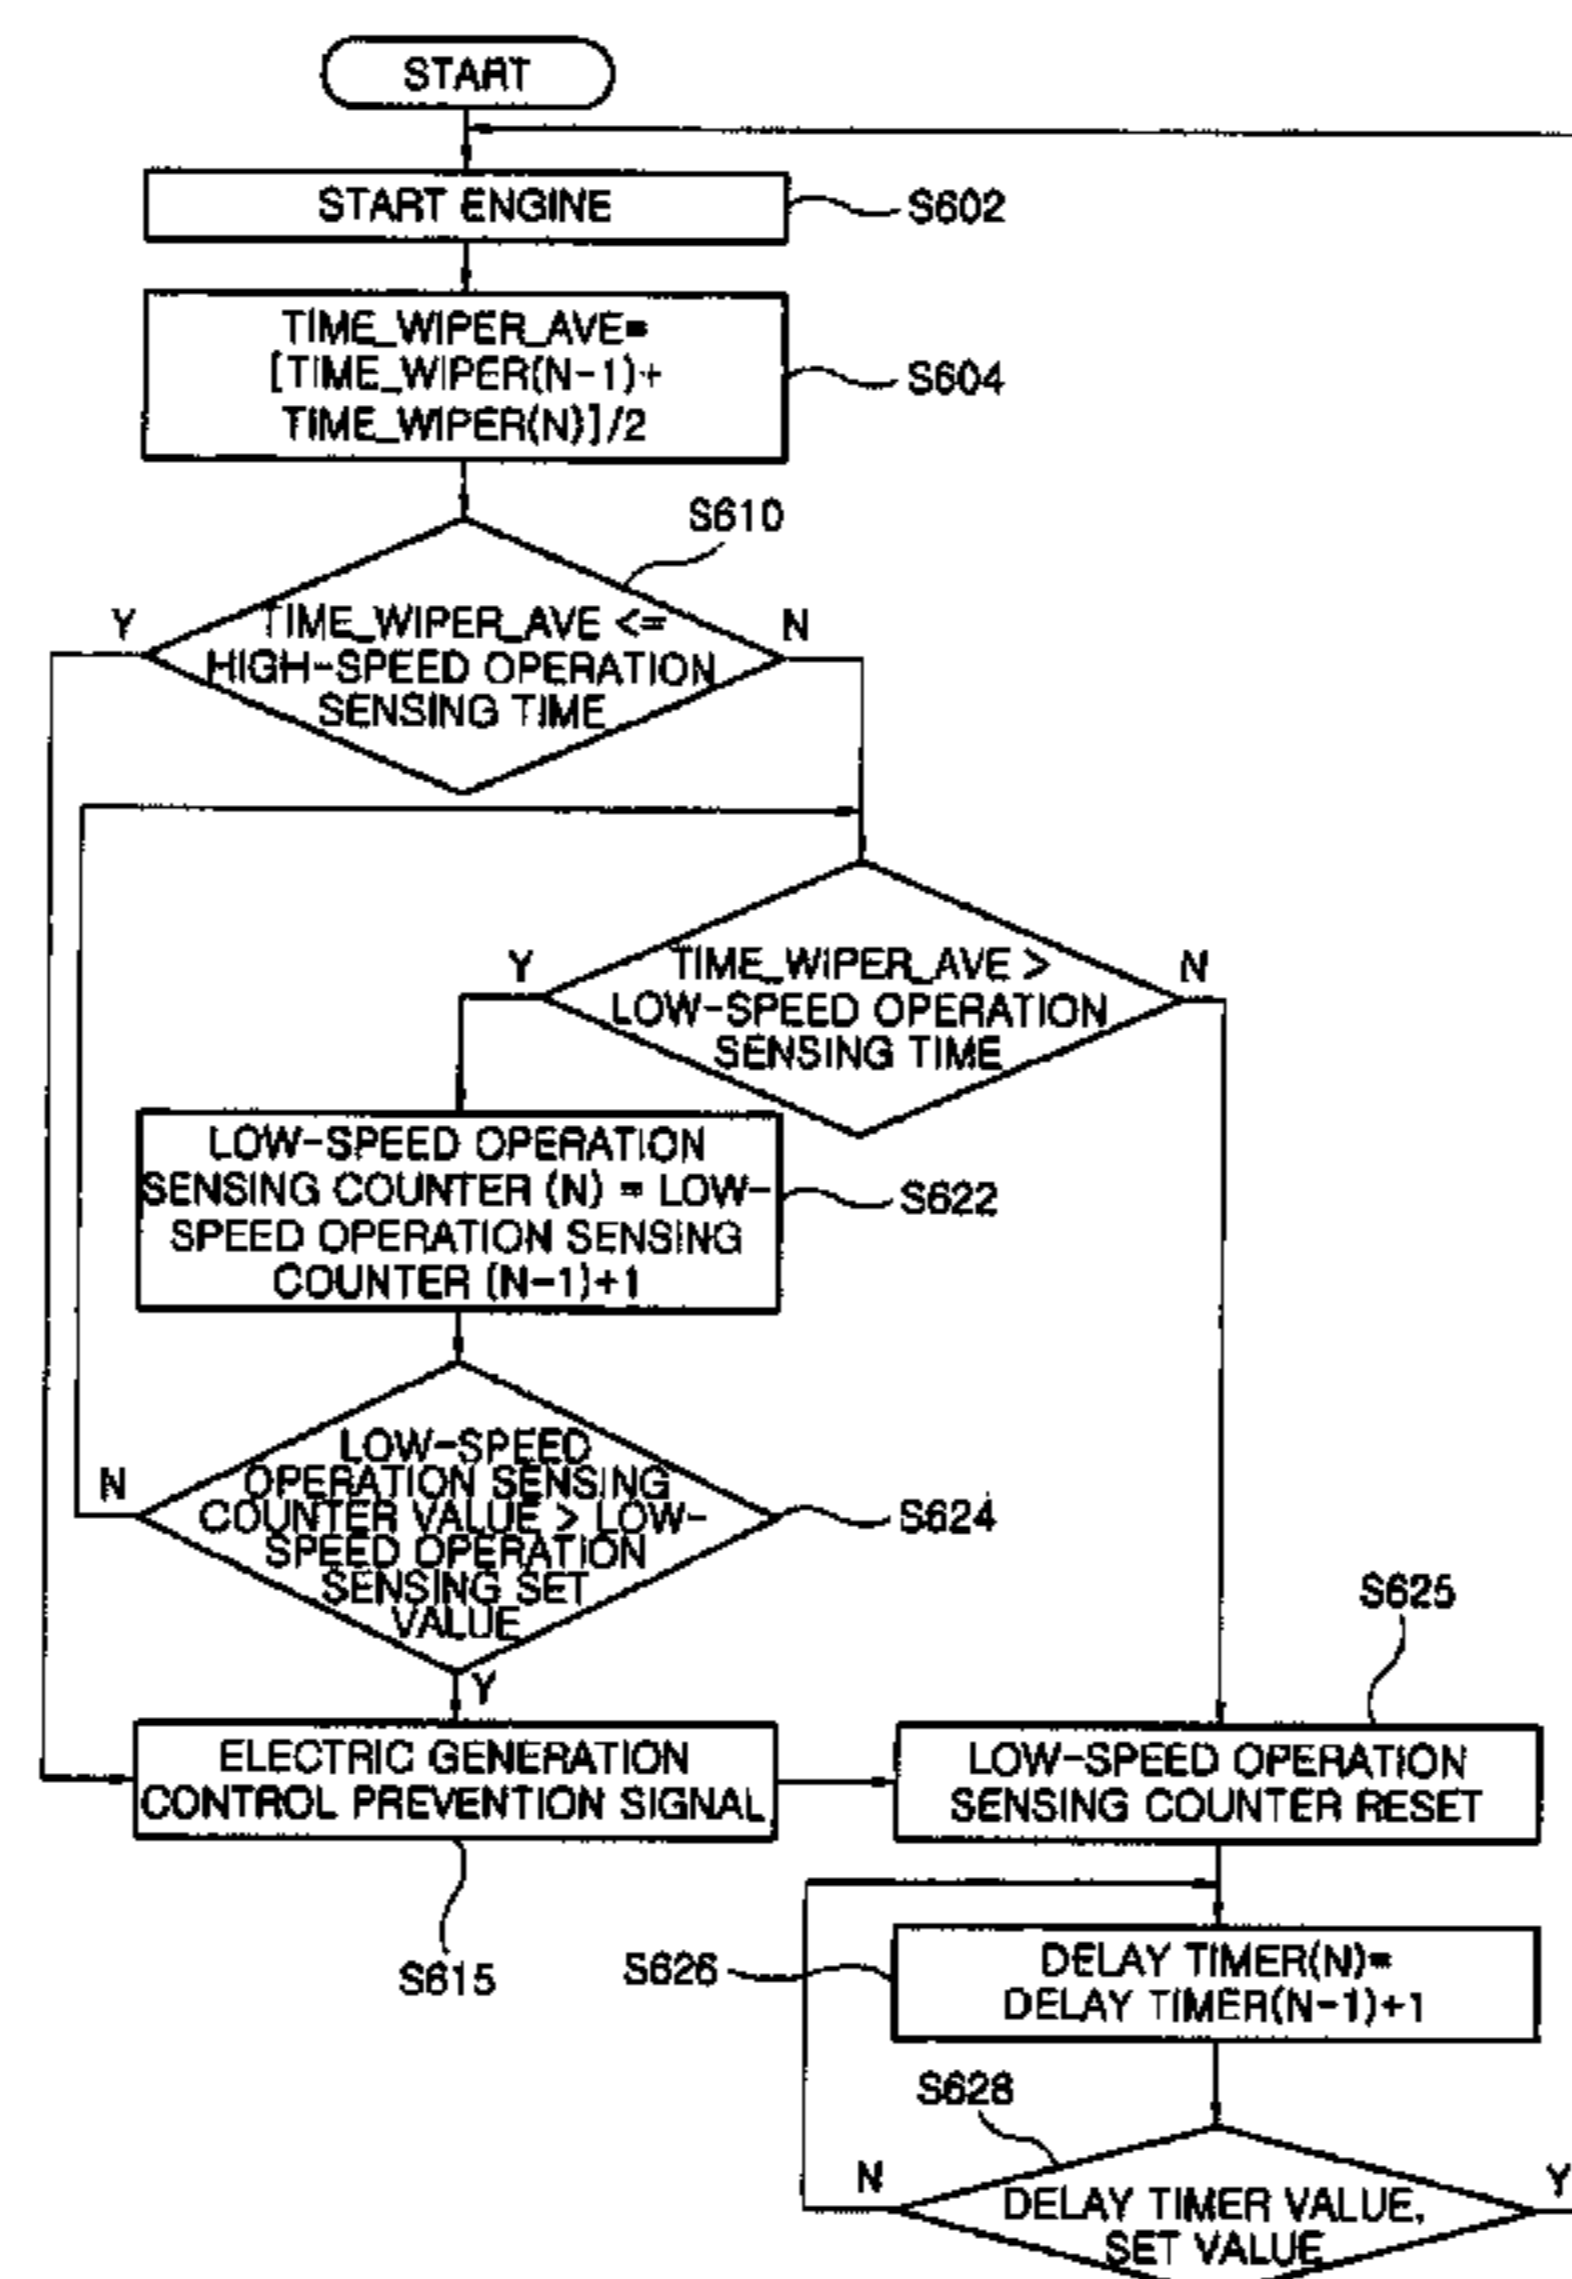 START
START ENGINE
S602
TIME_WIPER_AVE=
[TIME_WIPER(N-1)+
TIME_WIPER(N)]/2
S604
S610
Y
N
TIME_WIPER_AVE <=
HIGH-SPEED OPERATION
SENSING TIME
Y
N
TIME_WIPER_AVE >
LOW-SPEED OPERATION
SENSING TIME
LOW-SPEED OPERATION
SENSING COUNTER (N) = LOW-
SPEED OPERATION SENSING
COUNTER (N-1)+1
S622
N
LOW-SPEED
OPERATION SENSING
COUNTER VALUE > LOW-
SPEED OPERATION
SENSING SET
VALUE
S624
Y
S625
ELECTRIC GENERATION
CONTROL PREVENTION SIGNAL
LOW-SPEED OPERATION
SENSING COUNTER RESET
S615
S626
DELAY TIMER(N)=
DELAY TIMER(N-1)+1
S628
N
Y
DELAY TIMER VALUE,
SET VALUE